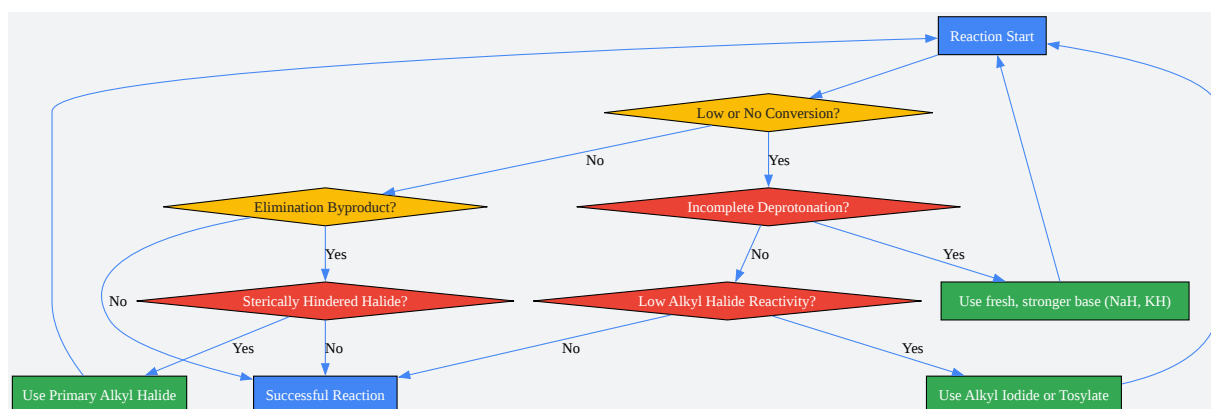 Reaction Start
Low or No Conversion?
No
Yes
Elimination Byproduct?
Incomplete Deprotonation?
Yes
No
Yes
No
Sterically Hindered Halide?
Low Alkyl Halide Reactivity?
Use fresh, stronger base (NaH, KH)
Yes
No
No
Yes
Use Primary Alkyl Halide
Successful Reaction
Use Alkyl Iodide or Tosylate